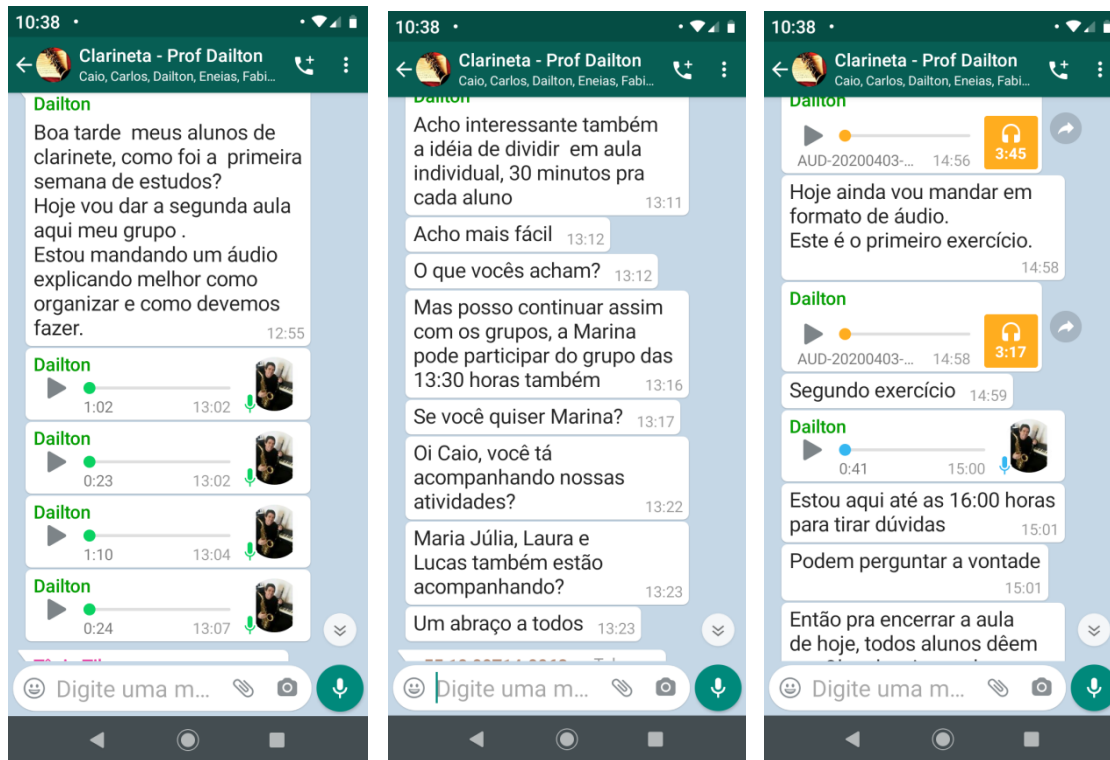 10:38
Clarineta - Prof Dailton
Caio, Carlos, Dailton, Eneias, Fabi...
Dailton
Boa tarde meus alunos de
clarinete, como foi a primeira
semana de estudos?
Hoje vou dar a segunda aula
aqui meu grupo .
Estou mandando um áudio
explicando melhor como
organizar e como devemos
fazer. 12:55
Dailton
1:02 13:02
Dailton
0:23 13:02
Dailton
1:10 13:04
Dailton
0:24 13:07
Digite uma m...
10:38
Clarineta - Prof Dailton
Caio, Carlos, Dailton, Eneias, Fabi...
Dailton
Acho interessante também
a idéia de dividir em aula
individual, 30 minutos pra
cada aluno 13:11
Acho mais fácil 13:12
O que vocês acham? 13:12
Mas posso continuar assim
com os grupos, a Marina
pode participar do grupo das
13:30 horas também 13:16
Se você quiser Marina? 13:17
Oi Caio, você tá
acompanhando nossas
atividades? 13:22
Maria Júlia, Laura e
Lucas também estão
acompanhando? 13:23
Um abraço a todos 13:23
Digite uma m...
10:38
Clarineta - Prof Dailton
Caio, Carlos, Dailton, Eneias, Fabi...
Dailton
3:45
AUD-20200403-... 14:56
Hoje ainda vou mandar em
formato de áudio.
Este é o primeiro exercício.
14:58
Dailton
3:17
AUD-20200403-... 14:58
Segundo exercício 14:59
Dailton
0:41 15:00
Estou aqui até as 16:00 horas
para tirar dúvidas 15:01
Podem perguntar a vontade
15:01
Então pra encerrar a aula
de hoje, todos alunos dêem
Digite uma m...